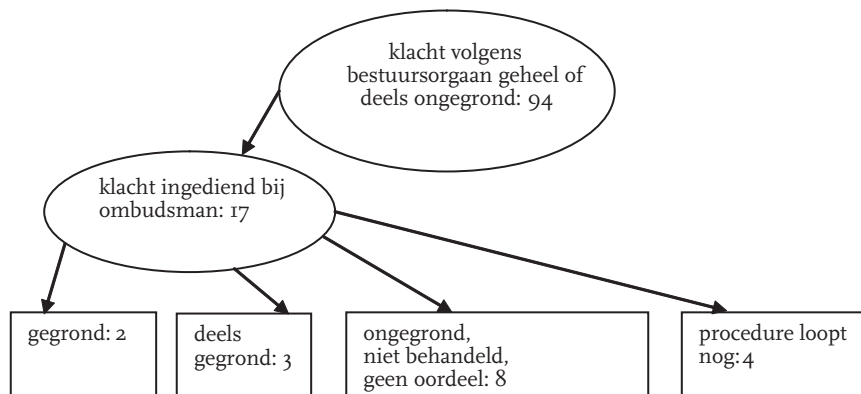 klacht volgens
bestuursorgaan geheel of
deels ongegrond: 94
klacht ingediend bij
ombudsman: 17
gegrond: 2
deels
gegrond: 3
ongegrond,
niet behandeld,
geen oordeel: 8
procedure loopt
nog:4